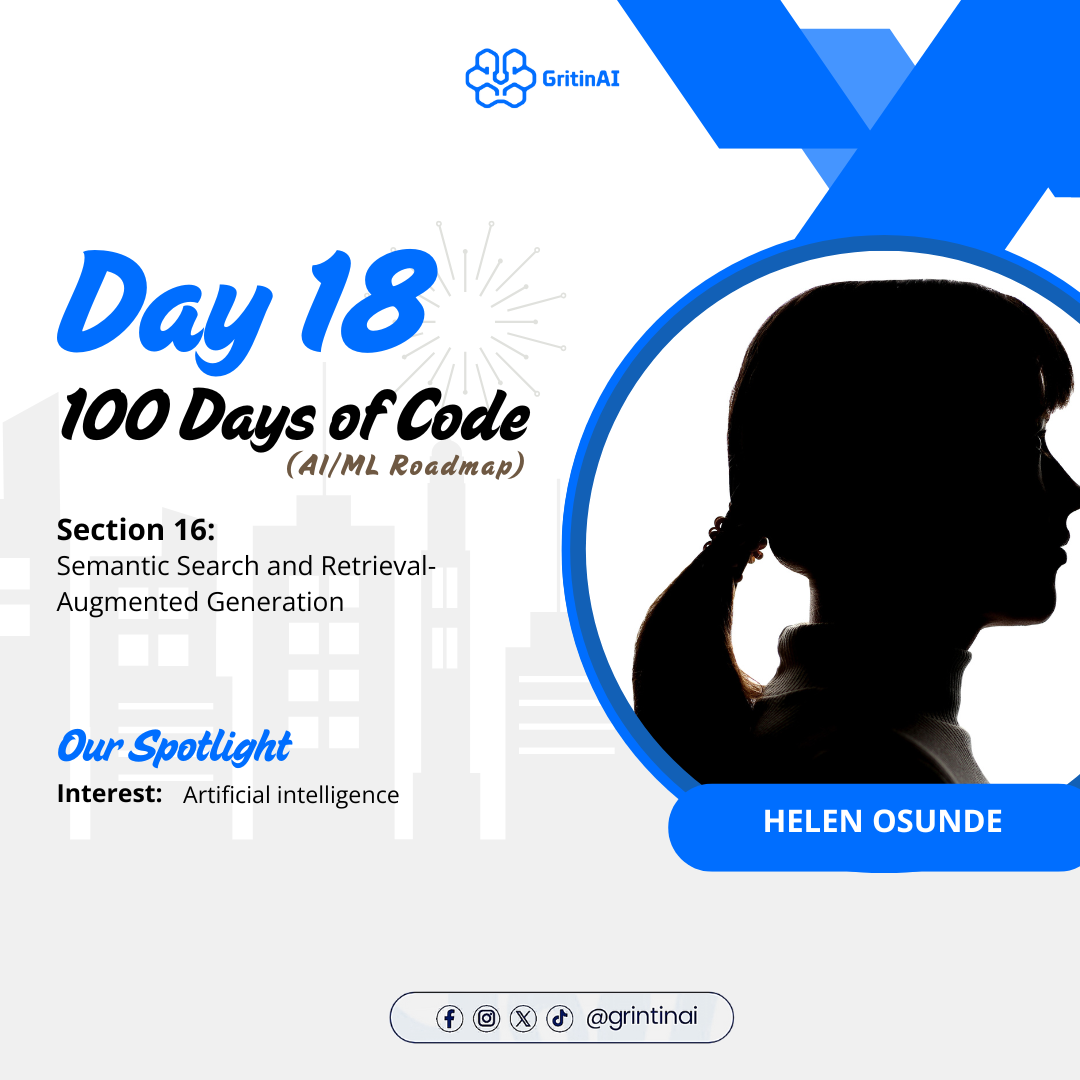 GritinAI
Day 18
100 Days of Code
(AI/ML Roadmap)
Section 16:
Semantic Search and Retrieval-
Augmented Generation
Our Spotlight
Interest: Artificial intelligence
HELEN OSUNDE
@grintinai